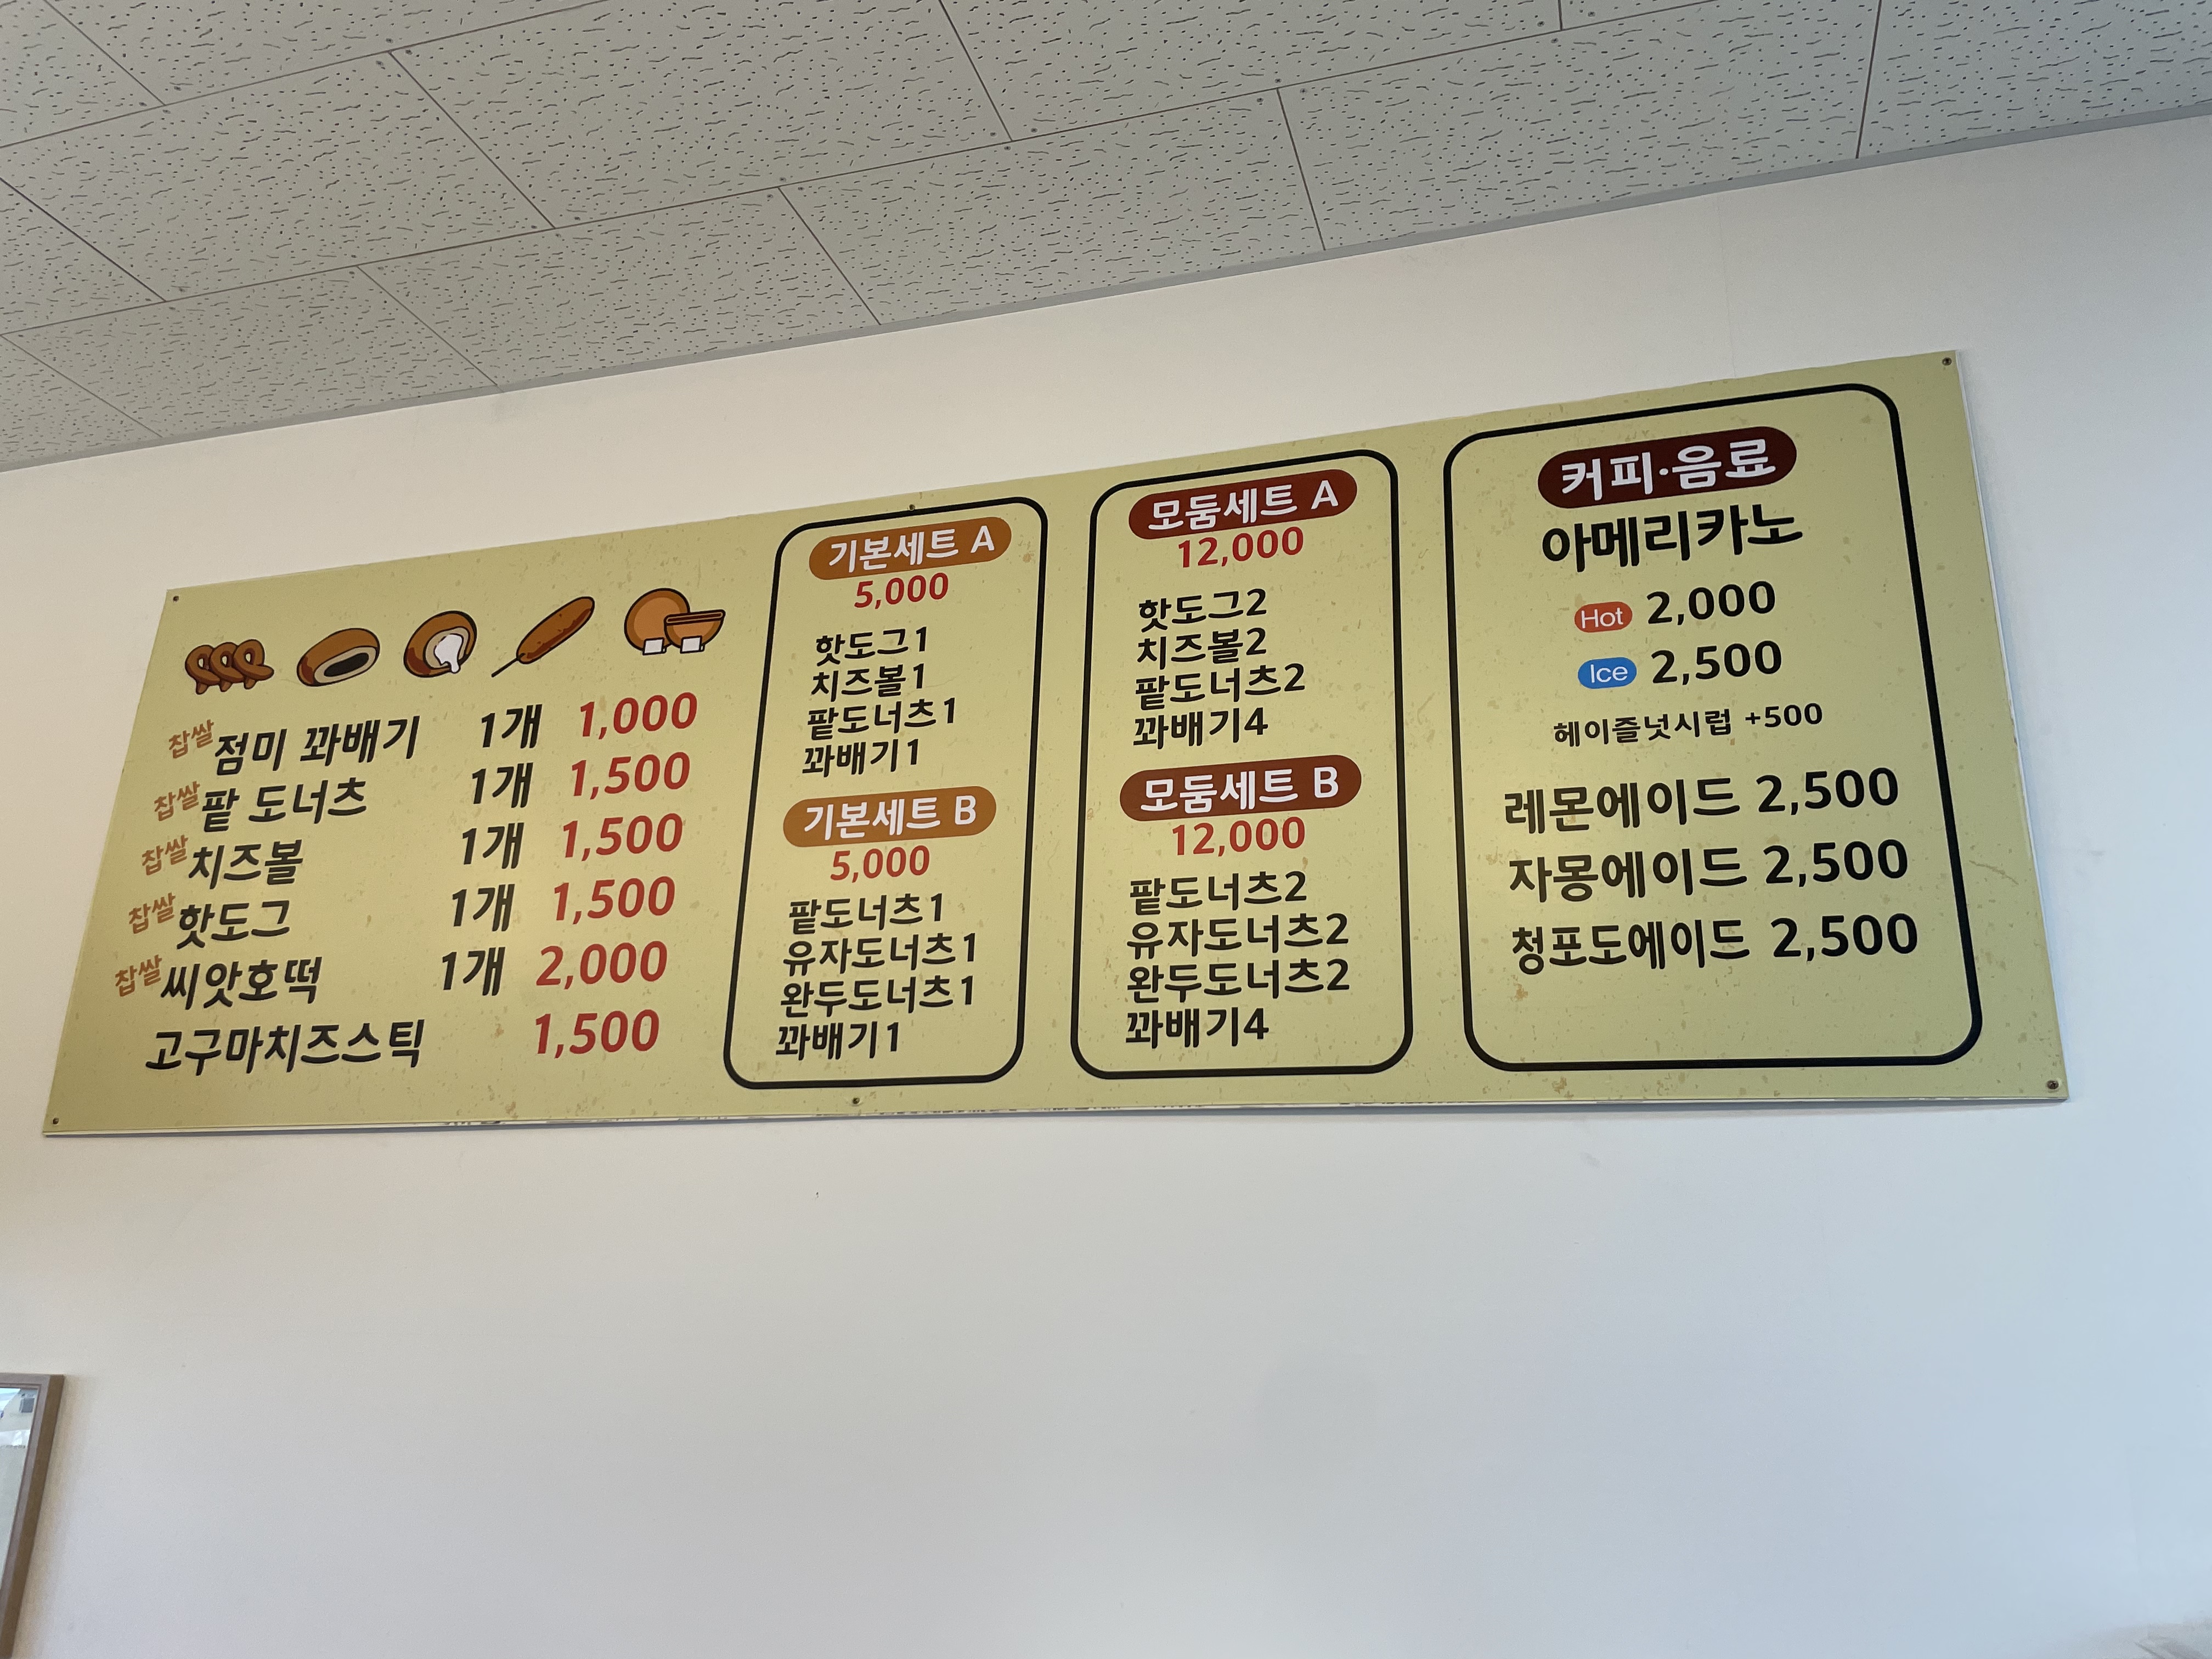 찹쌀점미 꽈배기 1개 1,000
찹쌀팥 도너츠 1개 1,500
찹쌀치즈볼 1개 1,500
찹쌀핫도그 1개 1,500
찹쌀씨앗호떡 1개 2,000
고구마치즈스틱 1,500
기본세트 A
5,000
핫도그1
치즈볼1
팥도너츠1
꽈배기1
기본세트 B
5,000
팥도너츠1
유자도너츠1
완두도너츠1
꽈배기1
모둠세트 A
12,000
핫도그2
치즈볼2
팥도너츠2
꽈배기4
모둠세트 B
12,000
팥도너츠2
유자도너츠2
완두도너츠2
꽈배기4
커피·음료
아메리카노
Hot 2,000
Ice 2,500
헤이즐넛시럽 +500
레몬에이드 2,500
자몽에이드 2,500
청포도에이드 2,500